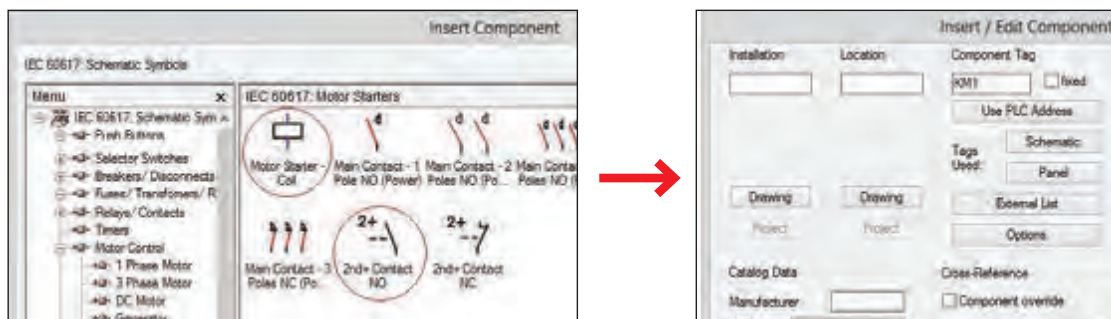 Insert Component
IEC 60617: Schematic Symbols
Menu x
IEC 60617: Schematic Sym
Push Buttons
Selector Switches
Breakers/ Disconnects
Fuses/ Transformers/ R
Relays/ Contacts
Timers
Motor Control
1 Phase Motor
3 Phase Motor
DC Motor
Generator
IEC 60617: Motor Starters
d d d d d d
Motor Starter -
Coil
Main Contact - 1
Pole NO (Power)
Main Contact - 2
Poles NO (Po...
Main Conta
Poles NO (
2+ 2+
Main Contact - 3
Poles NC (Po...
2nd+ Contact
NO
2nd+ Contact
NC
Insert / Edit Component
Installation Location Component Tag
KM1 fixed
Use PLC Address
Tags
Used:
Schematic
Panel
External List
Options
Drawing Drawing
Project Project
Catalog Data Cross-Reference
Manufacturer Component override